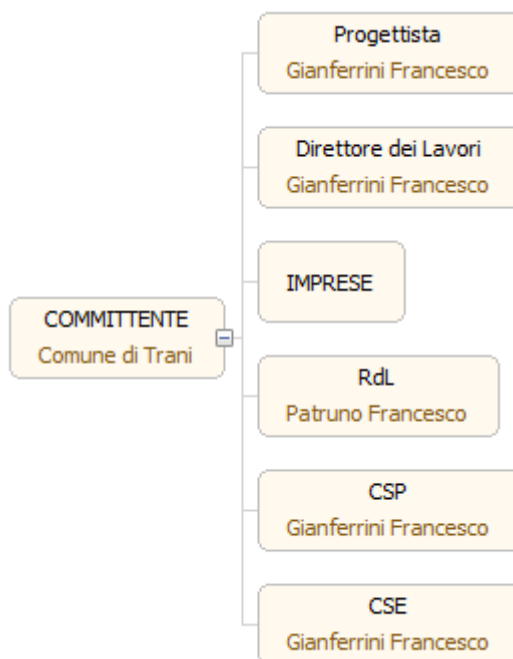 Progettista
Gianferrini Francesco
Direttore dei Lavori
Gianferrini Francesco
IMPRESE
COMMITTENTE
Comune di Trani
RdL
Patruno Francesco
CSP
Gianferrini Francesco
CSE
Gianferrini Francesco